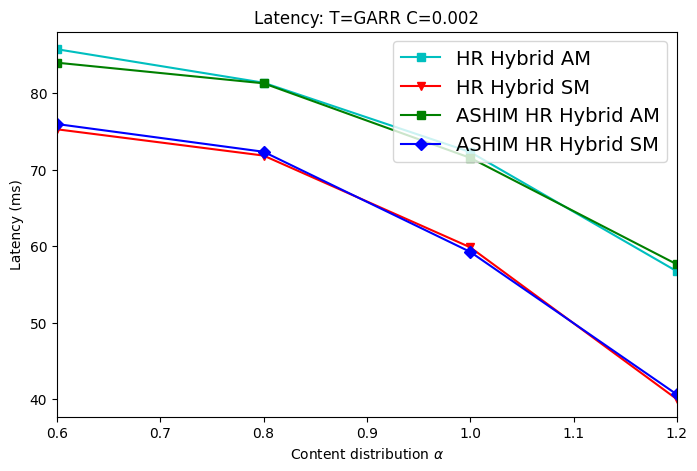 Latency: T=GARR C=0.002
HR Hybrid AM
HR Hybrid SM
ASHIM HR Hybrid AM
ASHIM HR Hybrid SM
Latency (ms)
80
70
60
50
40
0.6 0.7 0.8 0.9 1.0 1.1 1.2
Content distribution α